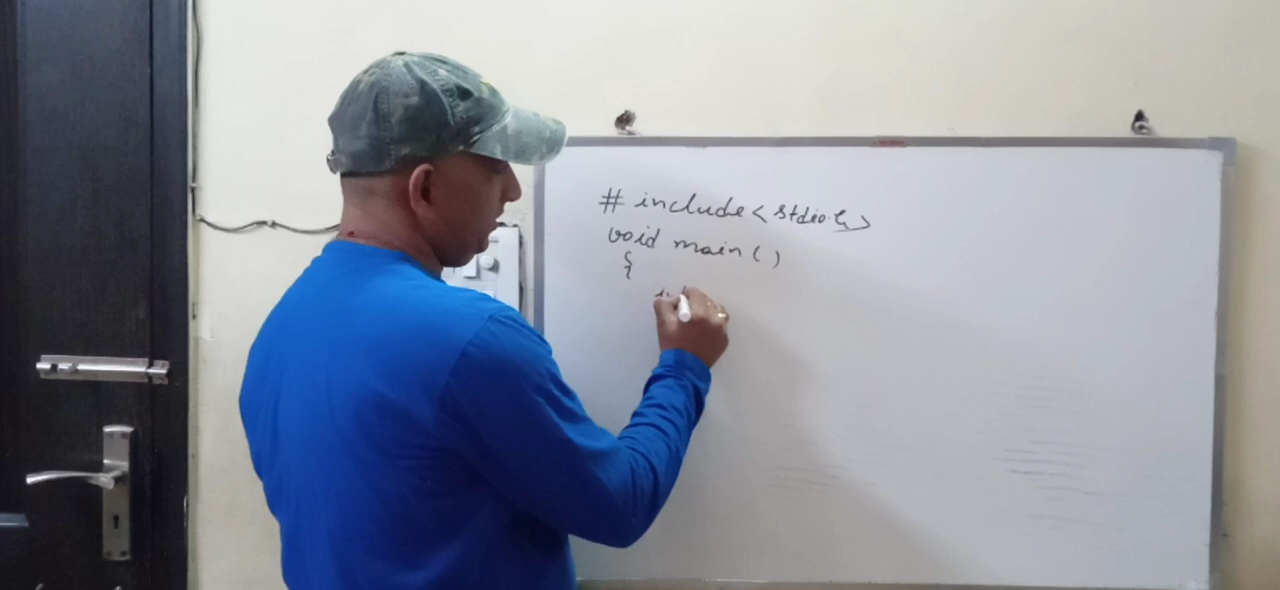 # include<stdio.h>
void main()
{